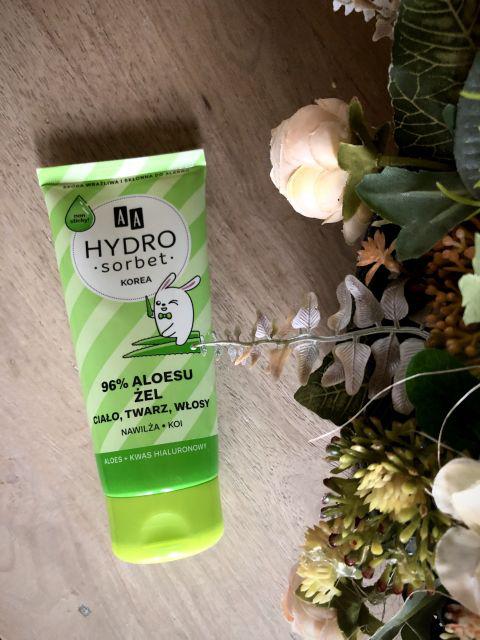 SKÓRA WRAŻLIWA I SKŁONNA DO ALERGII
non
sticky!
AA
HYDRO
•sorbet•
KOREA
96% ALOESU
ŻEL
CIAŁO, TWARZ, WŁOSY
NAWILŻA • KOI
ALOES + KWAS HIALURONOWY